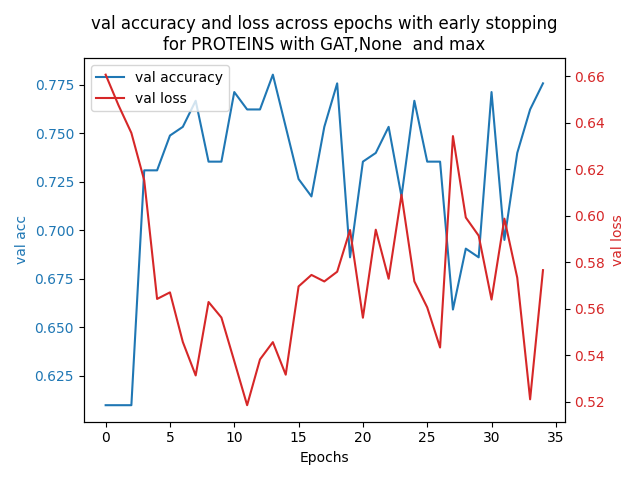 val accuracy and loss across epochs with early stopping
for PROTEINS with GAT,None  and max
val accuracy
val loss
0.775
0.750
0.725
0.700
0.675
0.650
0.625
val acc
0.66
0.64
0.62
0.60
0.58
0.56
0.54
0.52
val loss
0 5 10 15 20 25 30 35
Epochs